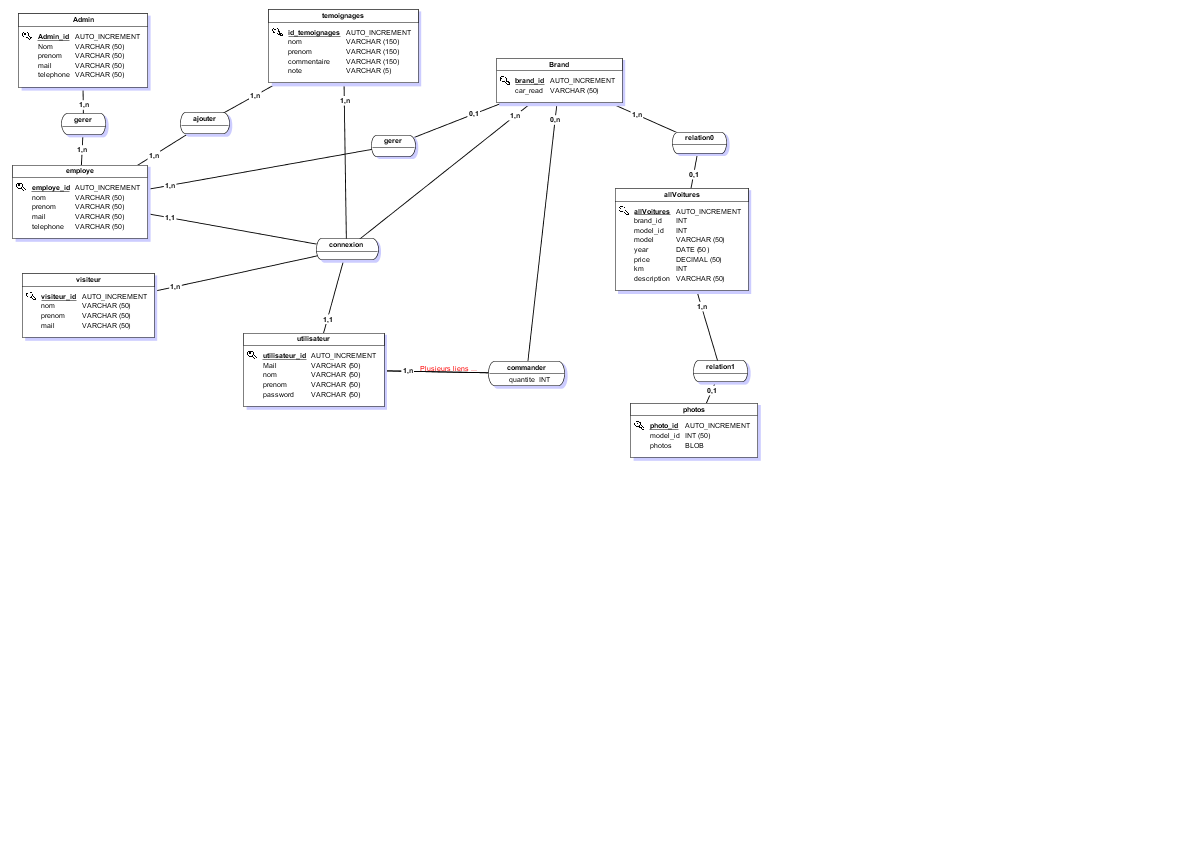 Admin
Admin_id AUTO_INCREMENT
Nom VARCHAR (50)
prenom VARCHAR (50)
mail VARCHAR (50)
telephone VARCHAR (50)
temoignages
id_temoignages AUTO_INCREMENT
nom VARCHAR (150)
prenom VARCHAR (150)
commentaire VARCHAR (150)
note VARCHAR (5)
Brand
brand_id AUTO_INCREMENT
car_read VARCHAR (50)
1,n
gerer
1,n
1,n
ajouter
1,n
1,n
0,1
gerer
1,n
1,n
0,n
1,n
relation0
0,1
employe
employe_id AUTO_INCREMENT
nom VARCHAR (50)
prenom VARCHAR (50)
mail VARCHAR (50)
telephone VARCHAR (50)
1,1
connexion
allVoitures
allVoitures AUTO_INCREMENT
brand_id INT
model_id INT
model VARCHAR (50)
year DATE (50)
price DECIMAL (50)
km INT
description VARCHAR (50)
visiteur
visiteur_id AUTO_INCREMENT
nom VARCHAR (50)
prenom VARCHAR (50)
mail VARCHAR (50)
1,n
1,1
utilisateur
utilisateur_id AUTO_INCREMENT
Mail VARCHAR (50)
nom VARCHAR (50)
prenom VARCHAR (50)
password VARCHAR (50)
1,n
Plusieurs liens ...
commander
quantite INT
1,n
relation1
0,1
photos
photo_id AUTO_INCREMENT
model_id INT (50)
photos BLOB